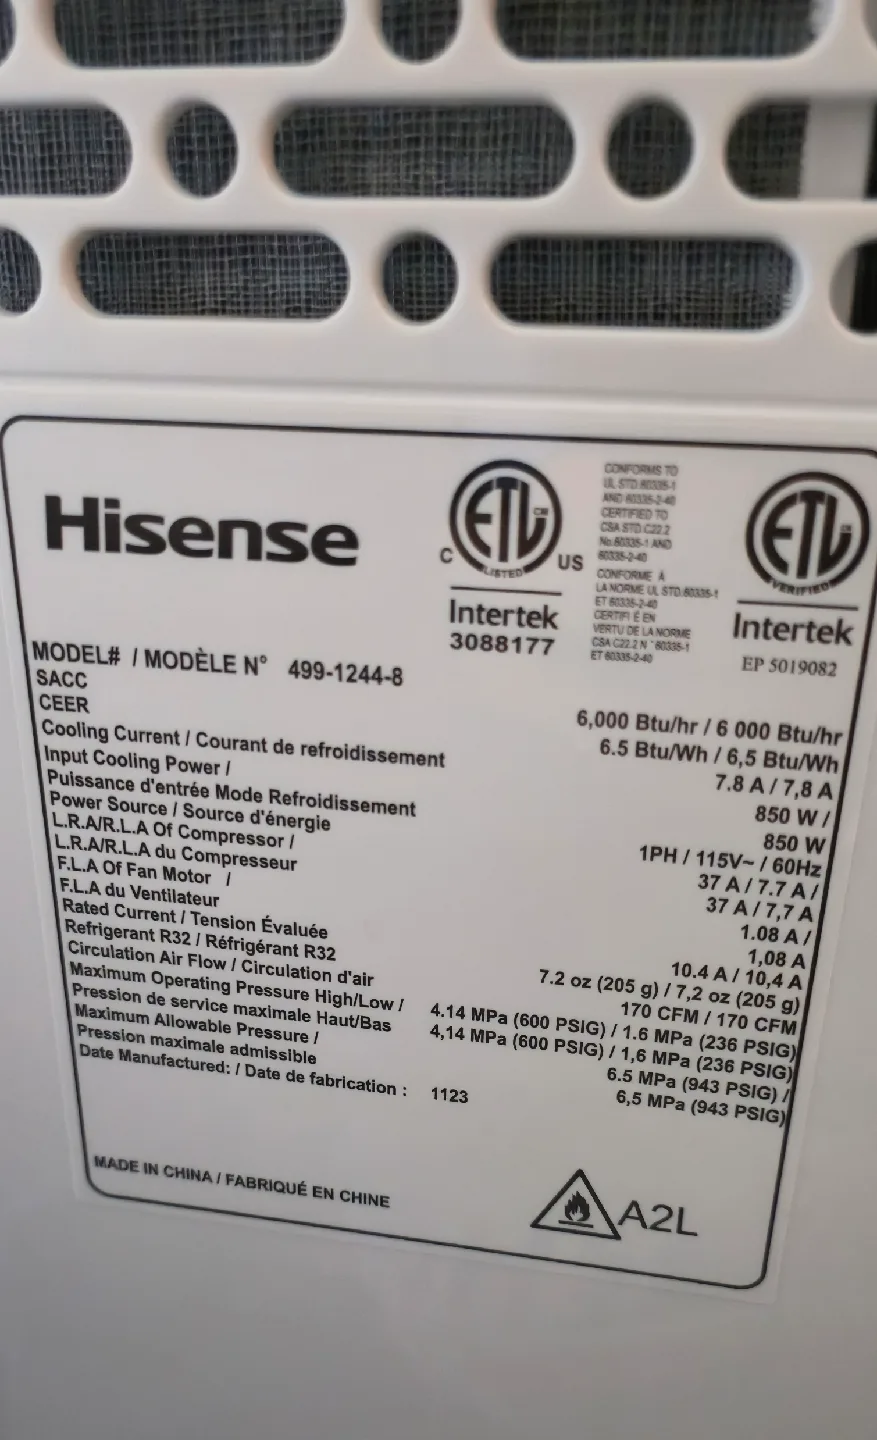 Hisense
C ETL CM US
LISTED
Intertek
3088177
CONFORMS TO
UL STD.60335-1
AND 60335-2-40
CERTIFIED TO
CSA STD.C22.2
No.60335-1 AND
60335-2-40
CONFORME À
LA NORME UL STD.60335-1
ET 60335-2-40
CERTIFI É EN
VERTU DE LA NORME
CSA C22.2 N ° 60335-1
ET 60335-2-40
ETL CM
VERIFIED
Intertek
EP 5019082
MODEL# / MODÈLE N° 499-1244-8
SACC 6,000 Btu/hr / 6 000 Btu/hr
CEER 6.5 Btu/Wh / 6,5 Btu/Wh
Cooling Current / Courant de refroidissement 7.8 A / 7,8 A
Input Cooling Power / 850 W /
Puissance d'entrée Mode Refroidissement 850 W
Power Source / Source d'énergie 1PH / 115V~ / 60Hz
L.R.A/R.L.A Of Compressor / 37 A / 7.7 A /
L.R.A/R.L.A du Compresseur 37 A / 7,7 A
F.L.A Of Fan Motor / 1.08 A /
F.L.A du Ventilateur 1,08 A
Rated Current / Tension Évaluée 10.4 A / 10,4 A
Refrigerant R32 / Réfrigérant R32 7.2 oz (205 g) / 7,2 oz (205 g)
Circulation Air Flow / Circulation d'air 170 CFM / 170 CFM
Maximum Operating Pressure High/Low / 4.14 MPa (600 PSIG) / 1.6 MPa (236 PSIG)
Pression de service maximale Haut/Bas 4,14 MPa (600 PSIG) / 1,6 MPa (236 PSIG)
Maximum Allowable Pressure / 6.5 MPa (943 PSIG) /
Pression maximale admissible 6,5 MPa (943 PSIG)
Date Manufactured: / Date de fabrication : 1123
MADE IN CHINA / FABRIQUÉ EN CHINE
A2L